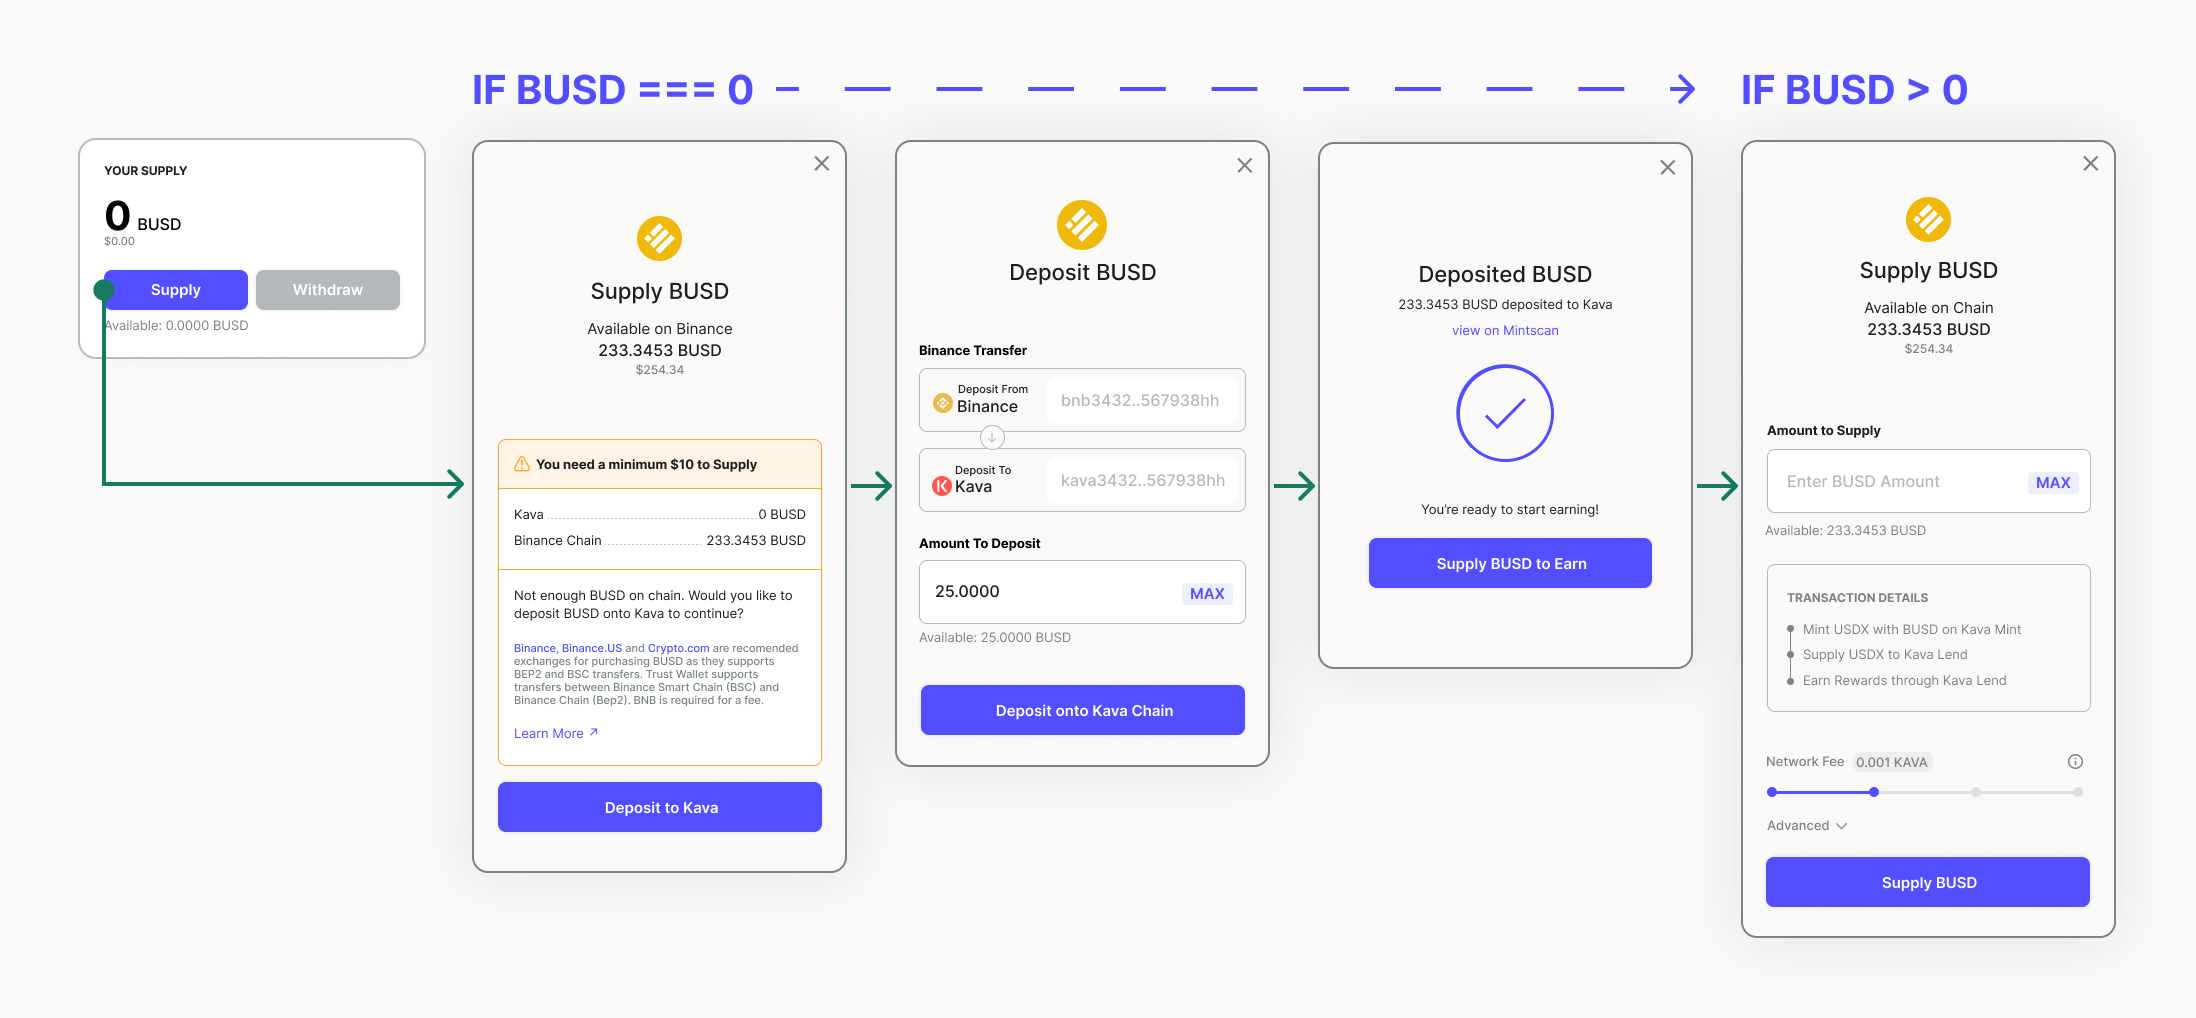 IF BUSD === 0
IF BUSD > 0
YOUR SUPPLY
0 BUSD
$0.00
Supply
Withdraw
Available: 0.0000 BUSD
Supply BUSD
Available on Binance
233.3453 BUSD
$254.34
You need a minimum $10 to Supply
Kava 0 BUSD
Binance Chain 233.3453 BUSD
Not enough BUSD on chain. Would you like to
deposit BUSD onto Kava to continue?
Binance, Binance.US and Crypto.com are recomended
exchanges for purchasing BUSD as they supports
BEP2 and BSC transfers. Trust Wallet supports
transfers between Binance Smart Chain (BSC) and
Binance Chain (Bep2). BNB is required for a fee.
Learn More
Deposit to Kava
Deposit BUSD
Binance Transfer
Deposit From
Binance
bnb3432..567938hh
Deposit To
Kava
kava3432..567938hh
Amount To Deposit
25.0000
MAX
Available: 25.0000 BUSD
Deposit onto Kava Chain
Deposited BUSD
233.3453 BUSD deposited to Kava
view on Mintscan
You're ready to start earning!
Supply BUSD to Earn
Supply BUSD
Available on Chain
233.3453 BUSD
$254.34
Amount to Supply
Enter BUSD Amount
MAX
Available: 233.3453 BUSD
TRANSACTION DETAILS
Mint USDX with BUSD on Kava Mint
Supply USDX to Kava Lend
Earn Rewards through Kava Lend
Network Fee 0.001 KAVA
Advanced
Supply BUSD